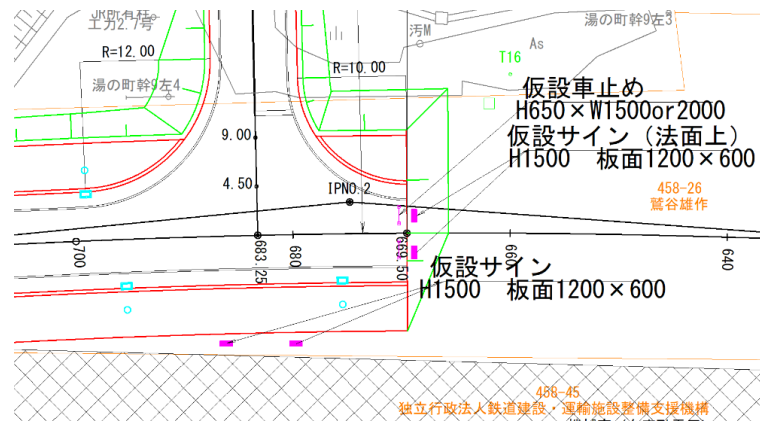 JR所有柱
エ力2.7号
R=12.00
湯の町幹9左4
R=10.00
汚M
As
湯の町幹9左3
T16
仮設車止め
H650×W1500or2000
仮設サイン（法面上）
H1500　板面1200×600
9.00
4.50
IPNO.2
458-26
鷲谷雄作
700
683.25
680
669.50
660
640
仮設サイン
H1500　板面1200×600
458-45
独立行政法人鉄道建設・運輸施設整備支援機構